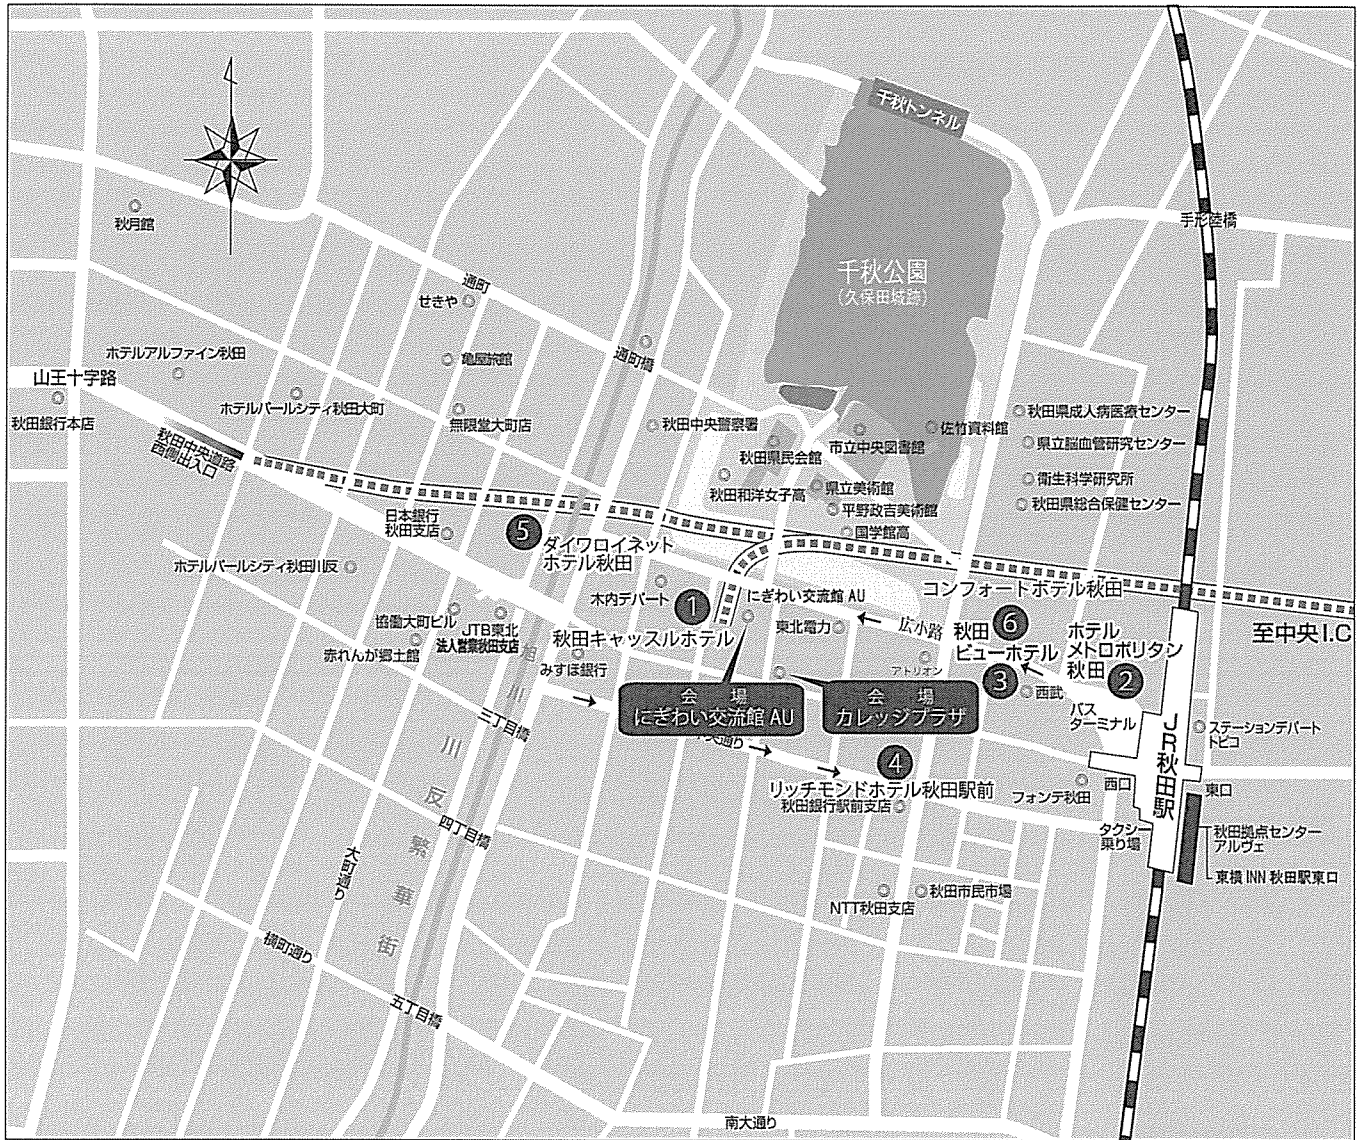 千秋トンネル
手形陸橋
秋月館
千秋公園
(久保田城跡)
通町
せきや
通町橋
亀屋旅館
ホテルアルファイン秋田
山王十字路
秋田銀行本店
ホテルパールシティ秋田大町
無限堂大町店
秋田中央警察署
秋田県民会館
市立中央図書館
佐竹資料館
秋田県成人病医療センター
県立脳血管研究センター
衛生科学研究所
秋田県総合保健センター
秋田中央道路
西側出入口
秋田和洋女子高
県立美術館
平野政吉美術館
国学館高
日本銀行
秋田支店
5
ダイワロイネット
ホテル秋田
ホテルパールシティ秋田川反
木内デパート
1
秋田キャッスルホテル
にぎわい交流館 AU
東北電力
広小路
コンフォートホテル秋田
6
秋田
ビューホテル
3
ホテル
メトロポリタン
秋田
2
至中央I.C
協働大町ビル
赤れんが郷土館
JTB東北
法人営業秋田支店
みずほ銀行
アトリオン
西武
バス
ターミナル
会場
にぎわい交流館 AU
会場
カレッジプラザ
旭川
三丁目橋
中央通り
4
リッチモンドホテル秋田駅前
秋田銀行駅前支店
フォンテ秋田
西口
東口
JR秋田駅
ステーションデパート
トピコ
タクシー
乗り場
秋田拠点センター
アルヴェ
東横 INN 秋田駅東口
川反繁華街
四丁目橋
大町通り
NTT秋田支店
秋田市民市場
横町通り
五丁目橋
南大通り